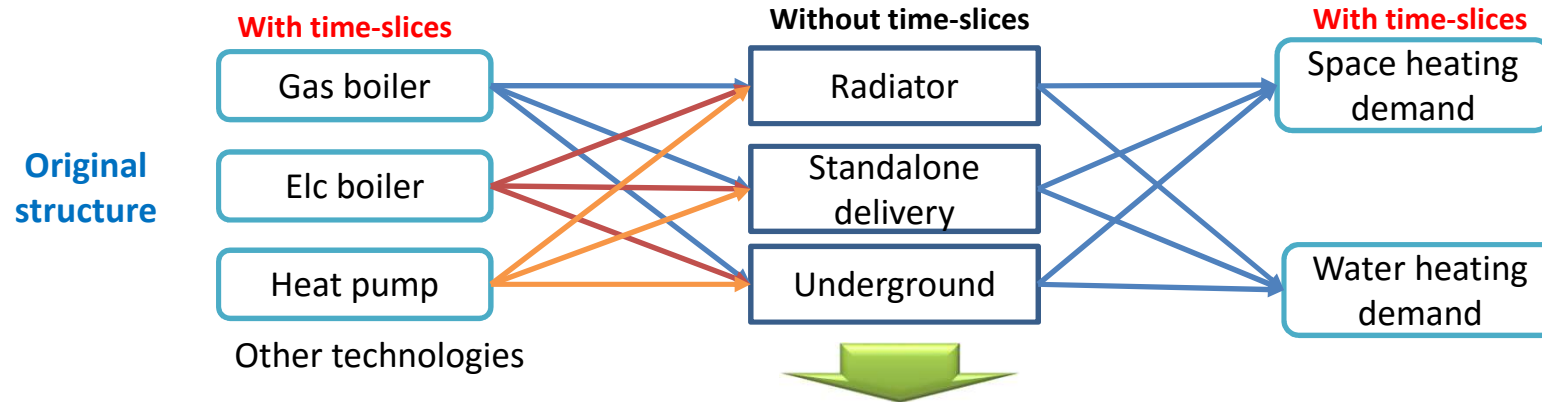 With time-slices
Without time-slices
With time-slices
Gas boiler
Radiator
Space heating
demand
Original
structure
Elc boiler
Standalone
delivery
Heat pump
Underground
Water heating
demand
Other technologies